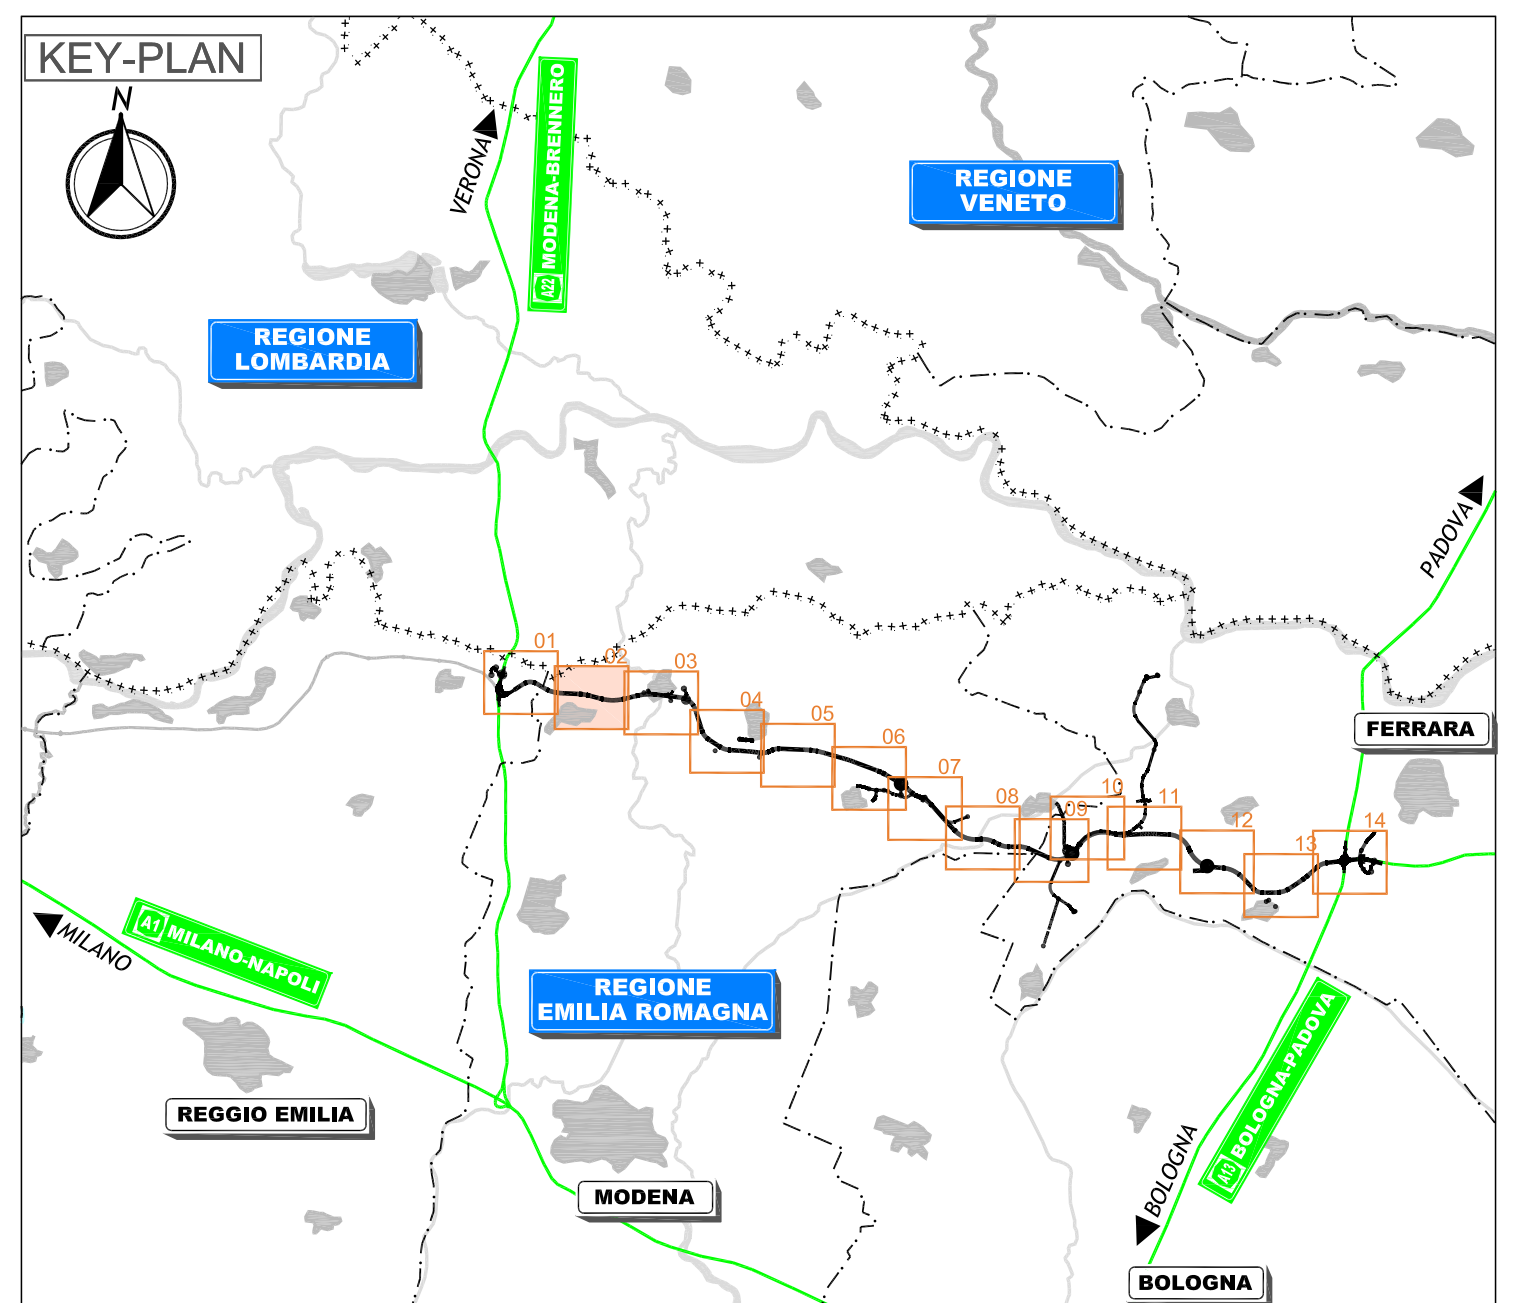 KEY-PLAN
N
VERONA
A22 MODENA-BRENNERO
REGIONE
VENETO
REGIONE
LOMBARDIA
PADOVA
01
02
03
04
05
06
07
08
09
10
11
12
13
14
FERRARA
A1 MILANO-NAPOLI
MILANO
REGIONE
EMILIA ROMAGNA
A13 BOLOGNA-PADOVA
REGGIO EMILIA
BOLOGNA
MODENA
BOLOGNA